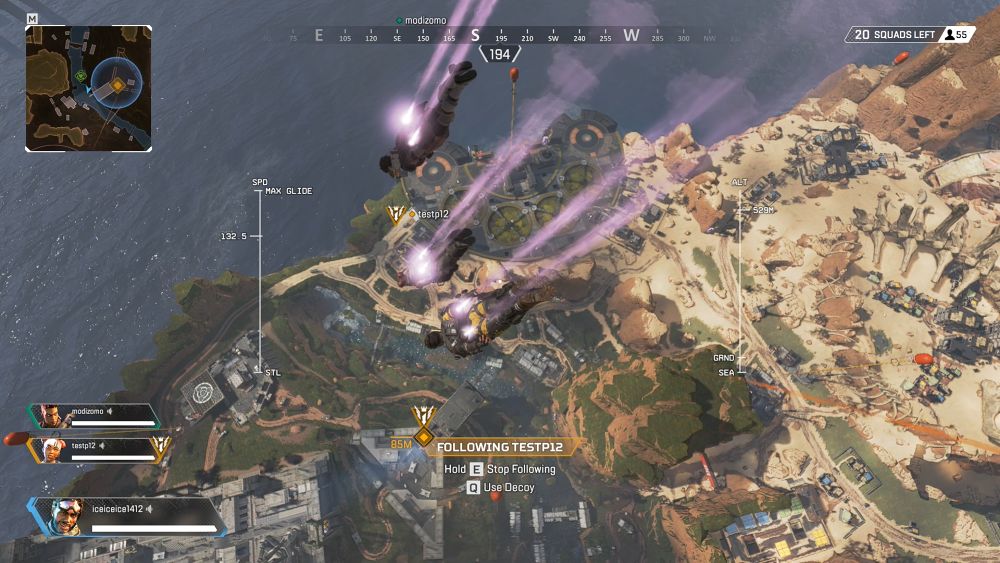 M
modizomo
75 E 105 120 SE 150 165 S 195 210 SW 240 255 W 285 300 NW
194
20 SQUADS LEFT 55
SPD
MAX GLIDE
132.5
STL
ALT
529M
GRND
SEA
testp12
modizomo
testp12
iceiceice1412
85M
FOLLOWING TESTP12
Hold E Stop Following
Q Use Decoy